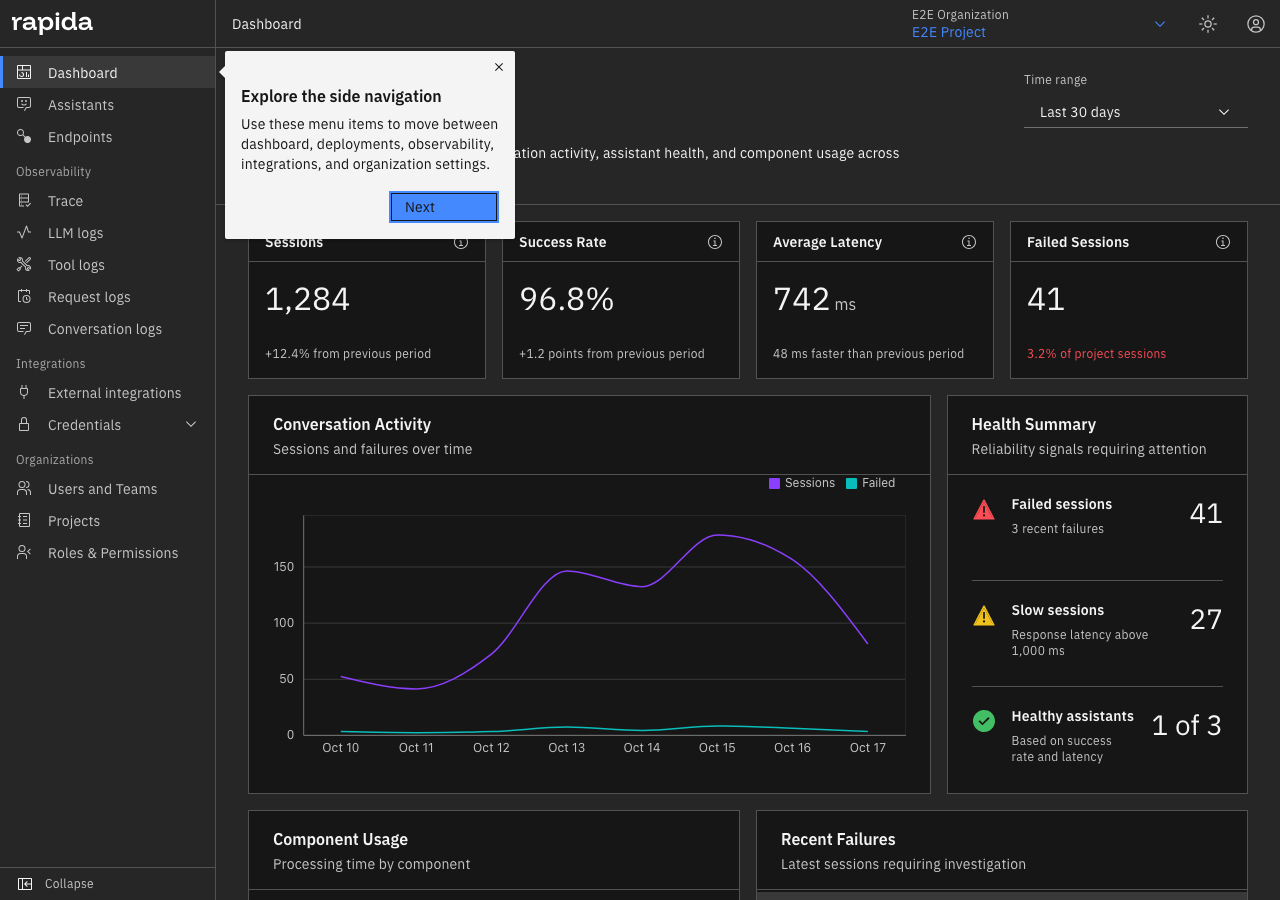 rapida
Dashboard
E2E Organization
E2E Project
Dashboard
Assistants
Endpoints
Observability
Trace
LLM logs
Tool logs
Request logs
Conversation logs
Integrations
External integrations
Credentials
Organizations
Users and Teams
Projects
Roles & Permissions
Collapse
Explore the side navigation
Use these menu items to move between
dashboard, deployments, observability,
integrations, and organization settings.
Next
Time range
Last 30 days
activity, assistant health, and component usage across
Sessions
1,284
+12.4% from previous period
Success Rate
96.8%
+1.2 points from previous period
Average Latency
742 ms
48 ms faster than previous period
Failed Sessions
41
3.2% of project sessions
Conversation Activity
Sessions and failures over time
Sessions Failed
150
100
50
0
Oct 10 Oct 11 Oct 12 Oct 13 Oct 14 Oct 15 Oct 16 Oct 17
Health Summary
Reliability signals requiring attention
Failed sessions
3 recent failures
41
Slow sessions
Response latency above
1,000 ms
27
Healthy assistants
Based on success
rate and latency
1 of 3
Component Usage
Processing time by component
Recent Failures
Latest sessions requiring investigation